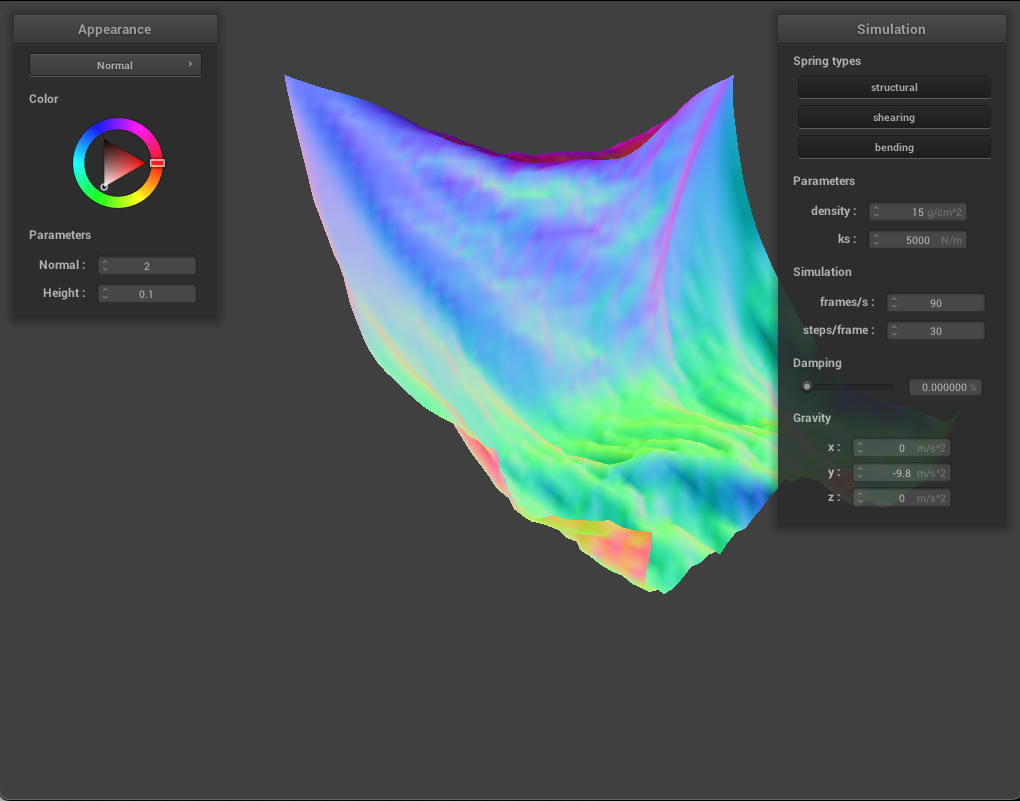 Appearance
Normal
Color
Parameters
Normal :
2
Height :
0.1
Simulation
Spring types
structural
shearing
bending
Parameters
density :
15 g/cm^2
ks :
5000 N/m
Simulation
frames/s :
90
steps/frame :
30
Damping
0.000000 %
Gravity
x :
0 m/s^2
y :
-9.8 m/s^2
z :
0 m/s^2